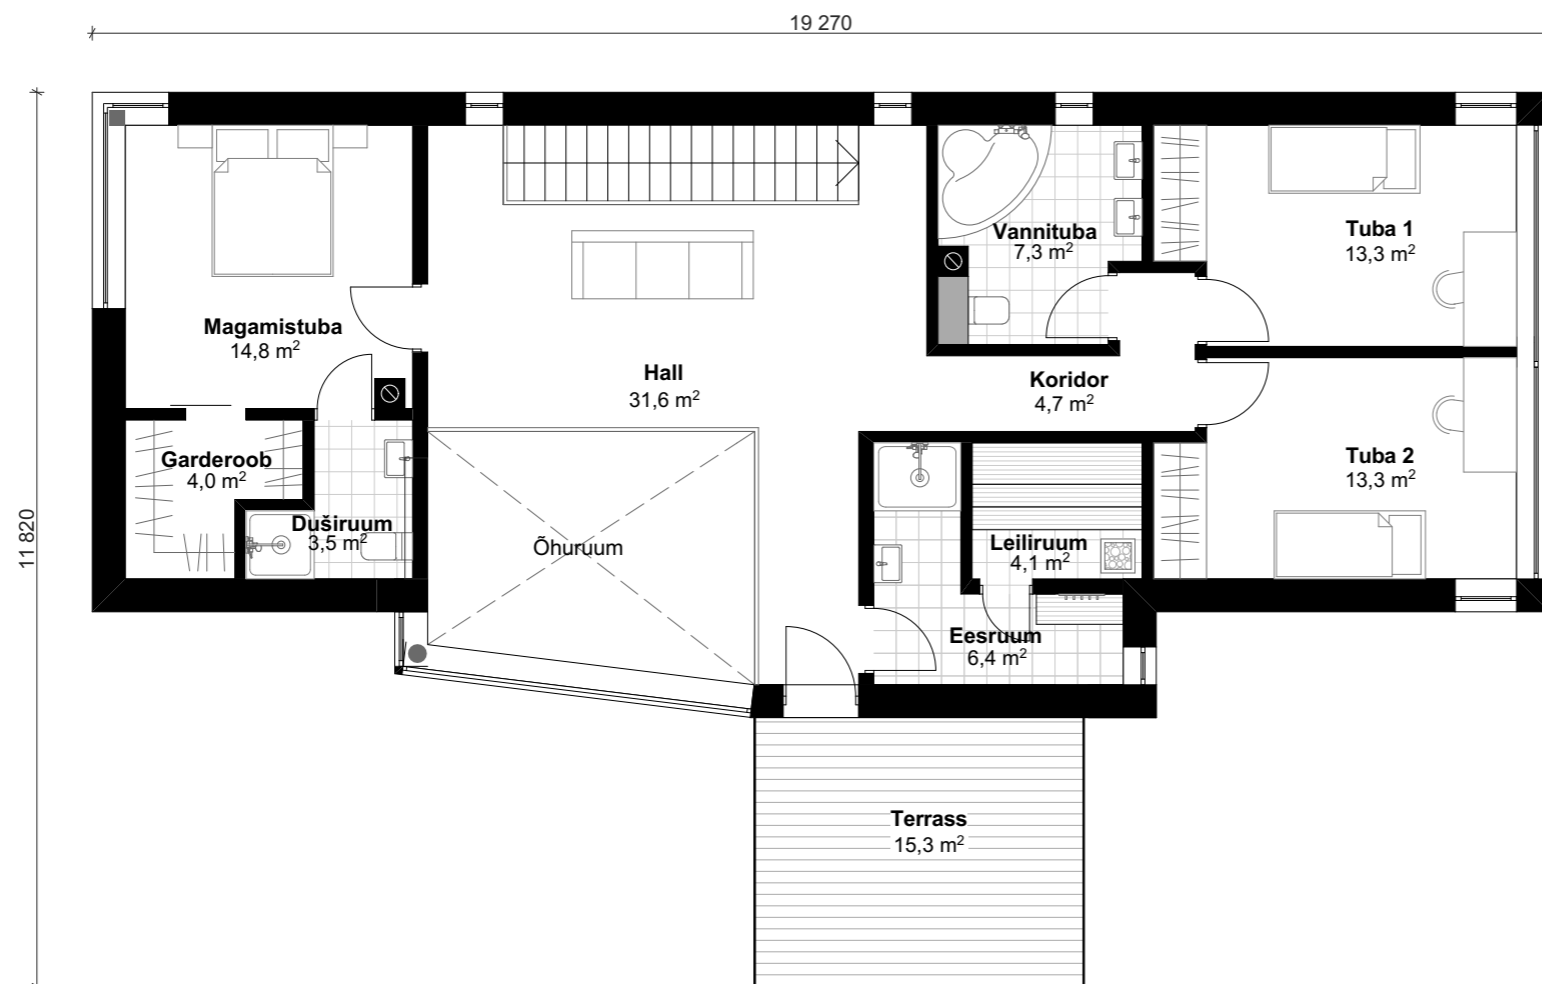 19 270
11 820
Magamistuba
14,8 m²
Garderoob
4,0 m²
Duširuum
3,5 m²
Hall
31,6 m²
Õhuruum
Vannituba
7,3 m²
Koridor
4,7 m²
Tuba 1
13,3 m²
Tuba 2
13,3 m²
Leiliruum
4,1 m²
Eesruum
6,4 m²
Terrass
15,3 m²